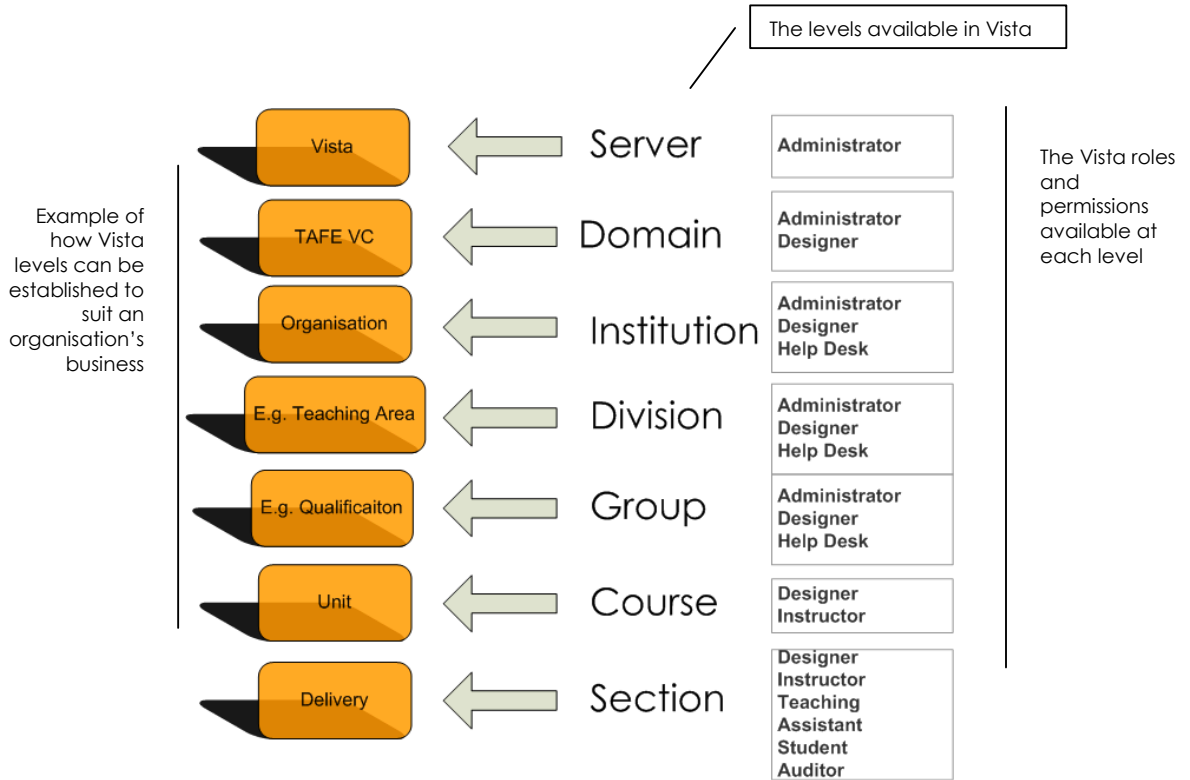 The levels available in Vista
Example of
how Vista
levels can be
established to
suit an
organisation’s
business
Vista
Server
Administrator
TAFE VC
Domain
Administrator
Designer
Organisation
Institution
Administrator
Designer
Help Desk
E.g. Teaching Area
Division
Administrator
Designer
Help Desk
E.g. Qualificaiton
Group
Administrator
Designer
Help Desk
Unit
Course
Designer
Instructor
Delivery
Section
Designer
Instructor
Teaching
Assistant
Student
Auditor
The Vista roles
and
permissions
available at
each level